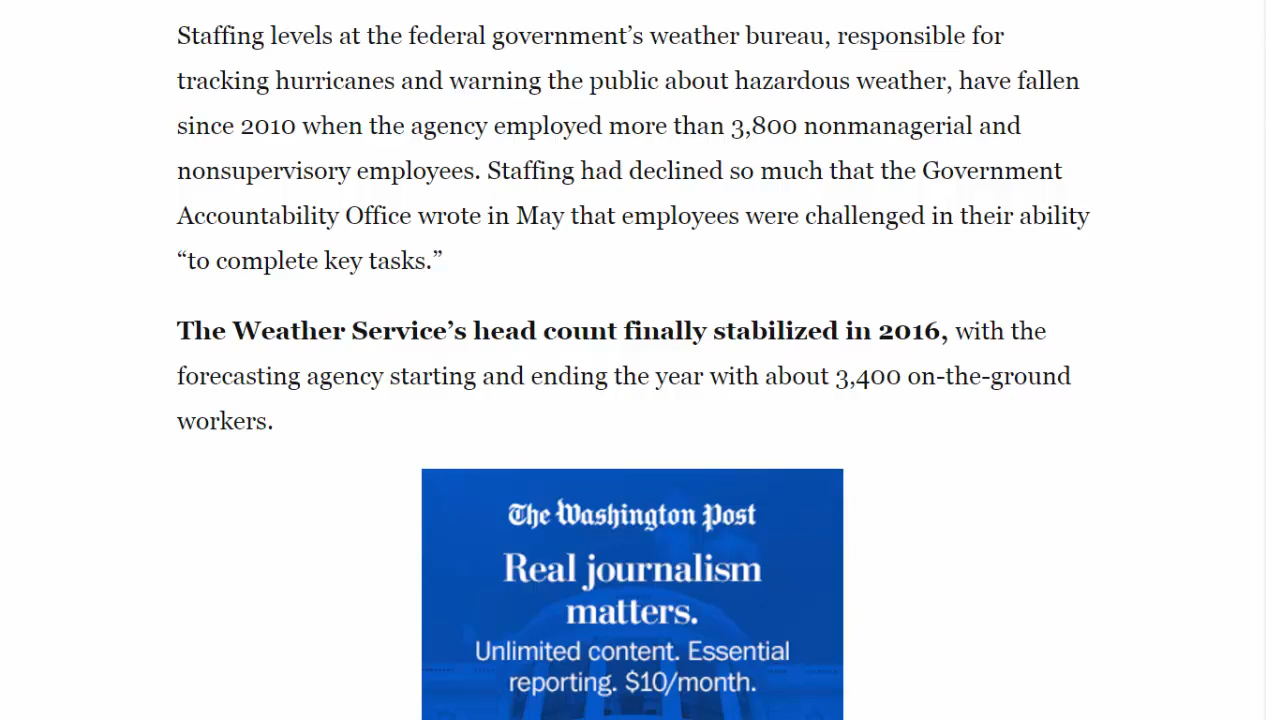 Staffing levels at the federal government’s weather bureau, responsible for
tracking hurricanes and warning the public about hazardous weather, have fallen
since 2010 when the agency employed more than 3,800 nonmanagerial and
nonsupervisory employees. Staffing had declined so much that the Government
Accountability Office wrote in May that employees were challenged in their ability
“to complete key tasks.”
The Weather Service’s head count finally stabilized in 2016, with the
forecasting agency starting and ending the year with about 3,400 on-the-ground
workers.
The Washington Post
Real journalism
matters.
Unlimited content. Essential
reporting. $10/month.